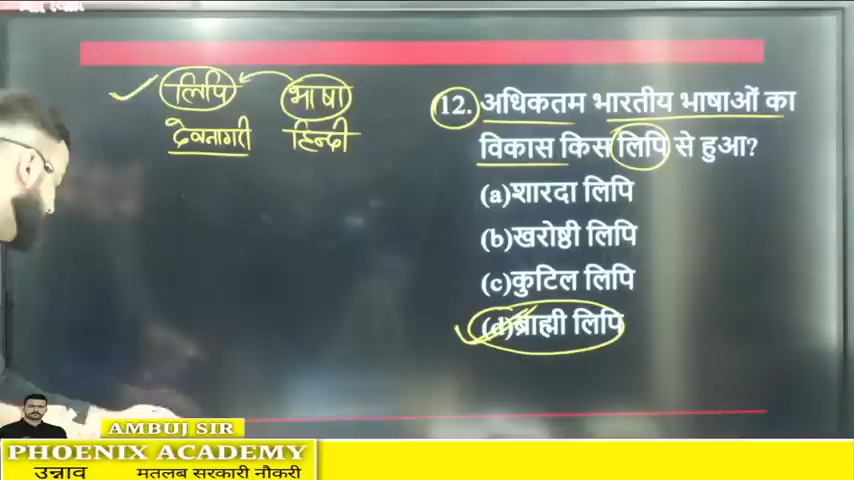 लिपि भाषा
देवनागरी हिन्दी
12. अधिकतम भारतीय भाषाओं का
विकास किस लिपि से हुआ?
(a)शारदा लिपि
(b)खरोष्ठी लिपि
(c)कुटिल लिपि
(d)ब्राह्मी लिपि
AMBUJ SIR
PHOENIX ACADEMY
उन्नाव मतलब सरकारी नौकरी